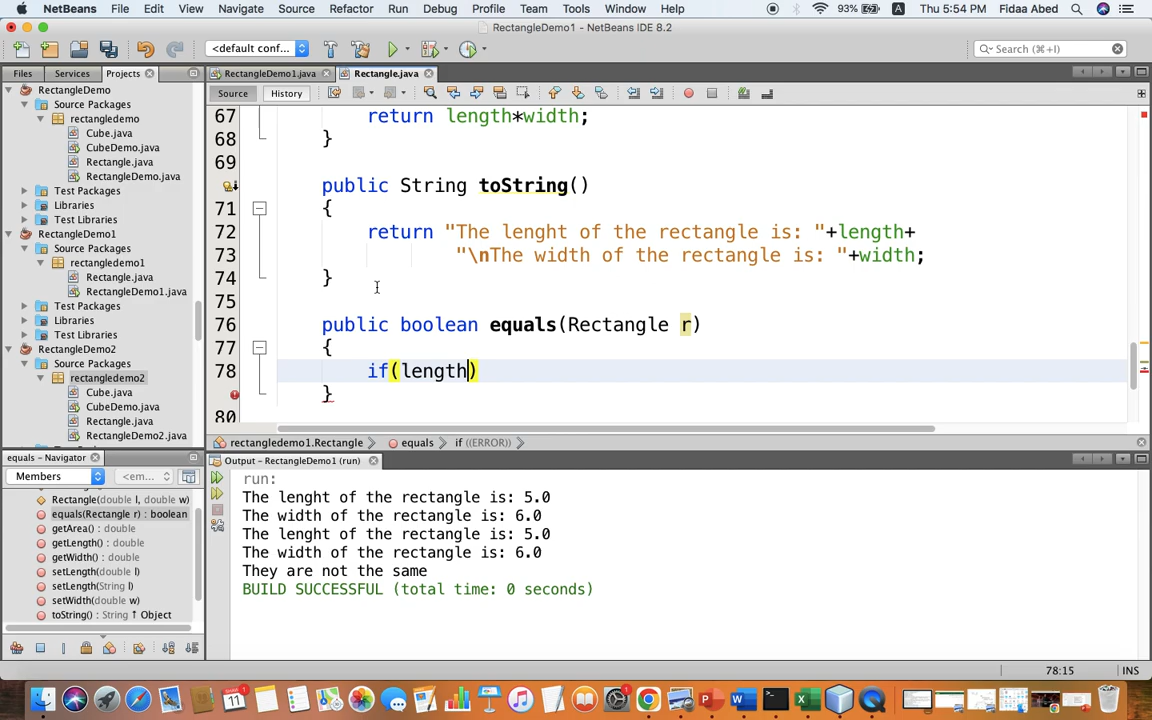 NetBeans File Edit View Navigate Source Refactor Run Debug Profile Team Tools Window Help 93% A Thu 5:54 PM Fidaa Abed
RectangleDemo1 - NetBeans IDE 8.2
<default conf... Search (⌘+I)
Files Services Projects RectangleDemo1.java Rectangle.java
Source History
RectangleDemo
Source Packages
rectangledemo
Cube.java
CubeDemo.java
Rectangle.java
RectangleDemo.java
Test Packages
Libraries
Test Libraries
RectangleDemo1
Source Packages
rectangledemo1
Rectangle.java
RectangleDemo1.java
Test Packages
Libraries
Test Libraries
RectangleDemo2
Source Packages
rectangledemo2
Cube.java
CubeDemo.java
Rectangle.java
RectangleDemo2.java
67 return length*width;
68 }
69
public String toString()
71 {
72 return "The lenght of the rectangle is: "+length+
73 "\nThe width of the rectangle is: "+width;
74 }
75
76 public boolean equals(Rectangle r)
77 {
78 if(length)
}
80
rectangledemo1.Rectangle equals if ((ERROR))
equals - Navigator
Members <em...
Rectangle(double l, double w)
equals(Rectangle r) : boolean
getArea() : double
getLength() : double
getWidth() : double
setLength(double l)
setLength(String l)
setWidth(double w)
toString() : String ↑ Object
Output - RectangleDemo1 (run)
run:
The lenght of the rectangle is: 5.0
The width of the rectangle is: 6.0
The lenght of the rectangle is: 5.0
The width of the rectangle is: 6.0
They are not the same
BUILD SUCCESSFUL (total time: 0 seconds)
78:15 INS